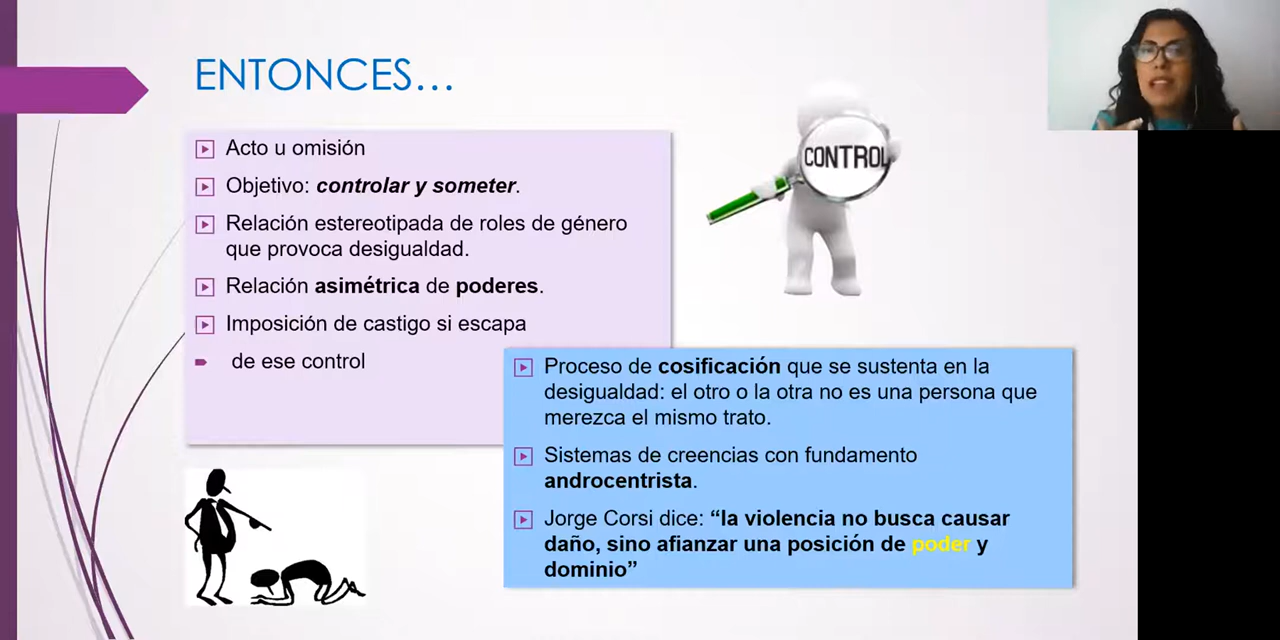 ENTONCES…
Acto u omisión
Objetivo: controlar y someter.
Relación estereotipada de roles de género
que provoca desigualdad.
Relación asimétrica de poderes.
Imposición de castigo si escapa
de ese control
CONTROL
Proceso de cosificación que se sustenta en la
desigualdad: el otro o la otra no es una persona que
merezca el mismo trato.
Sistemas de creencias con fundamento
androcentrista.
Jorge Corsi dice: “la violencia no busca causar
daño, sino afianzar una posición de poder y
dominio”